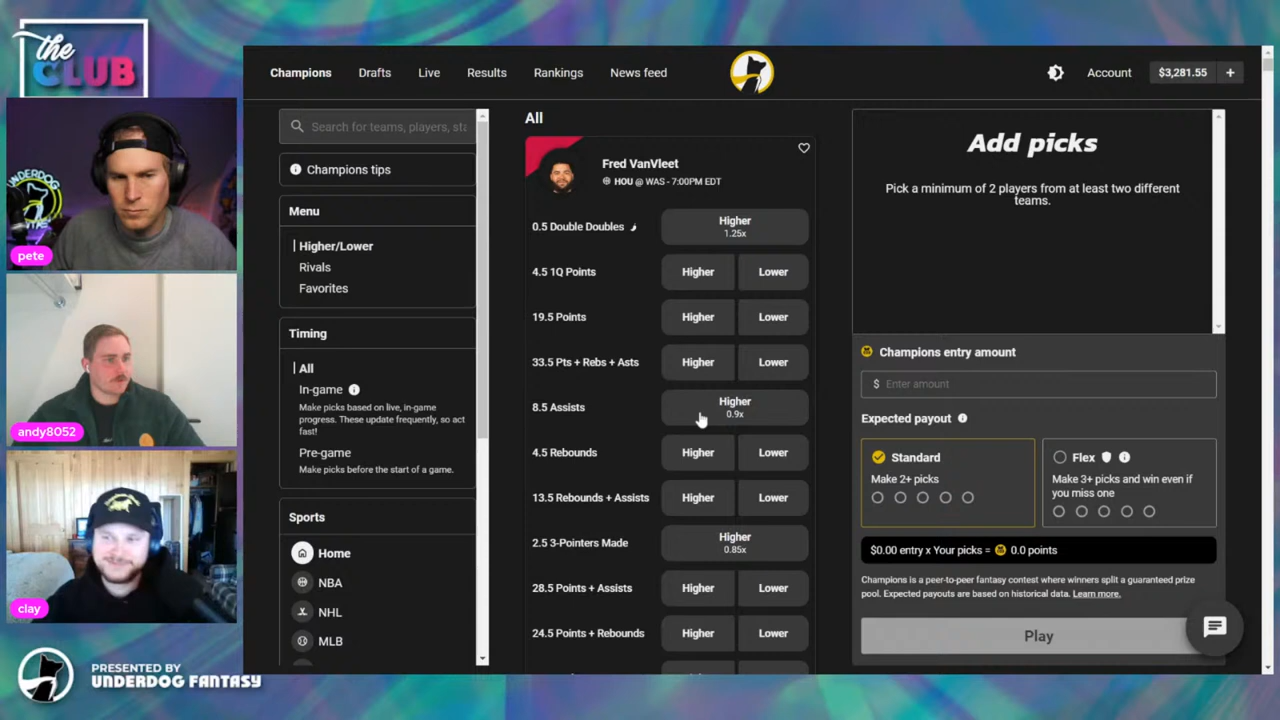 the
CLUB
pete
andy8052
clay
PRESENTED BY
UNDERDOG FANTASY
Champions
Drafts
Live
Results
Rankings
News feed
Account
$3,281.55
+
Search for teams, players, sta
Champions tips
Menu
Higher/Lower
Rivals
Favorites
Timing
All
In-game
Make picks based on live, in-game
progress. These update frequently, so act
fast!
Pre-game
Make picks before the start of a game.
Sports
Home
NBA
NHL
MLB
All
Fred VanVleet
HOU @ WAS - 7:00PM EDT
0.5 Double Doubles
Higher
1.25x
4.5 1Q Points
Higher
Lower
19.5 Points
Higher
Lower
33.5 Pts + Rebs + Asts
Higher
Lower
8.5 Assists
Higher
0.9x
4.5 Rebounds
Higher
Lower
13.5 Rebounds + Assists
Higher
Lower
2.5 3-Pointers Made
Higher
0.85x
28.5 Points + Assists
Higher
Lower
24.5 Points + Rebounds
Higher
Lower
Add picks
Pick a minimum of 2 players from at least two different
teams.
Champions entry amount
$ Enter amount
Expected payout
Standard
Make 2+ picks
Flex
Make 3+ picks and win even if
you miss one
$0.00 entry x Your picks = 0.0 points
Champions is a peer-to-peer fantasy contest where winners split a guaranteed prize
pool. Expected payouts are based on historical data. Learn more.
Play